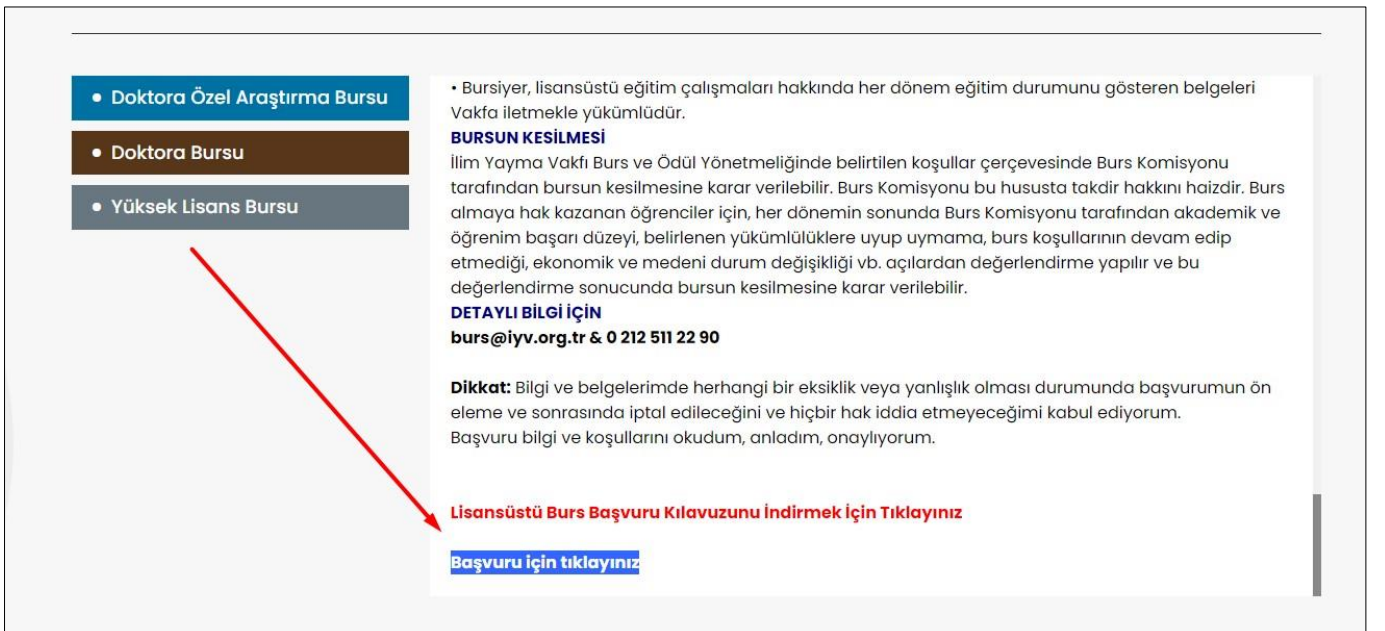 • Doktora Özel Araştırma Bursu
• Doktora Bursu
• Yüksek Lisans Bursu
• Bursiyer, lisansüstü eğitim çalışmaları hakkında her dönem eğitim durumunu gösteren belgeleri
Vakfa iletmekle yükümlüdür.
BURSUN KESİLMESİ
İlim Yayma Vakfı Burs ve Ödül Yönetmeliğinde belirtilen koşullar çerçevesinde Burs Komisyonu
tarafından bursun kesilmesine karar verilebilir. Burs Komisyonu bu hususta takdir hakkını haizdir. Burs
almaya hak kazanan öğrenciler için, her dönemin sonunda Burs Komisyonu tarafından akademik ve
öğrenim başarı düzeyi, belirlenen yükümlülüklere uyup uymama, burs koşullarının devam edip
etmediği, ekonomik ve medeni durum değişikliği vb. açılardan değerlendirme yapılır ve bu
değerlendirme sonucunda bursun kesilmesine karar verilebilir.
DETAYLI BİLGİ İÇİN
burs@iyv.org.tr & 0 212 511 22 90
Dikkat: Bilgi ve belgelerimde herhangi bir eksiklik veya yanlışlık olması durumunda başvurumun ön
eleme ve sonrasında iptal edileceğini ve hiçbir hak iddia etmeyeceğimi kabul ediyorum.
Başvuru bilgi ve koşullarını okudum, anladım, onaylıyorum.
Lisansüstü Burs Başvuru Kılavuzunu İndirmek İçin Tıklayınız
Başvuru için tıklayınız